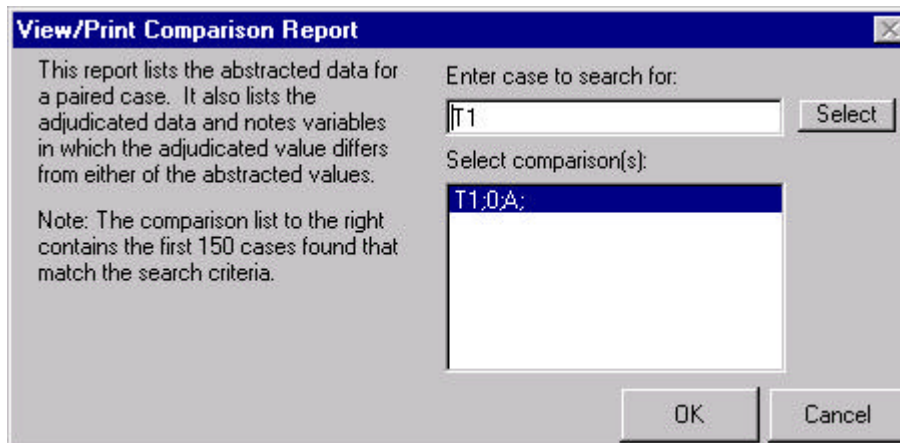 View/Print Comparison Report
This report lists the abstracted data for
a paired case. It also lists the
adjudicated data and notes variables
in which the adjudicated value differs
from either of the abstracted values.
Note: The comparison list to the right
contains the first 150 cases found that
match the search criteria.
Enter case to search for:
T1
Select
Select comparison(s):
T1;0;A;
OK
Cancel